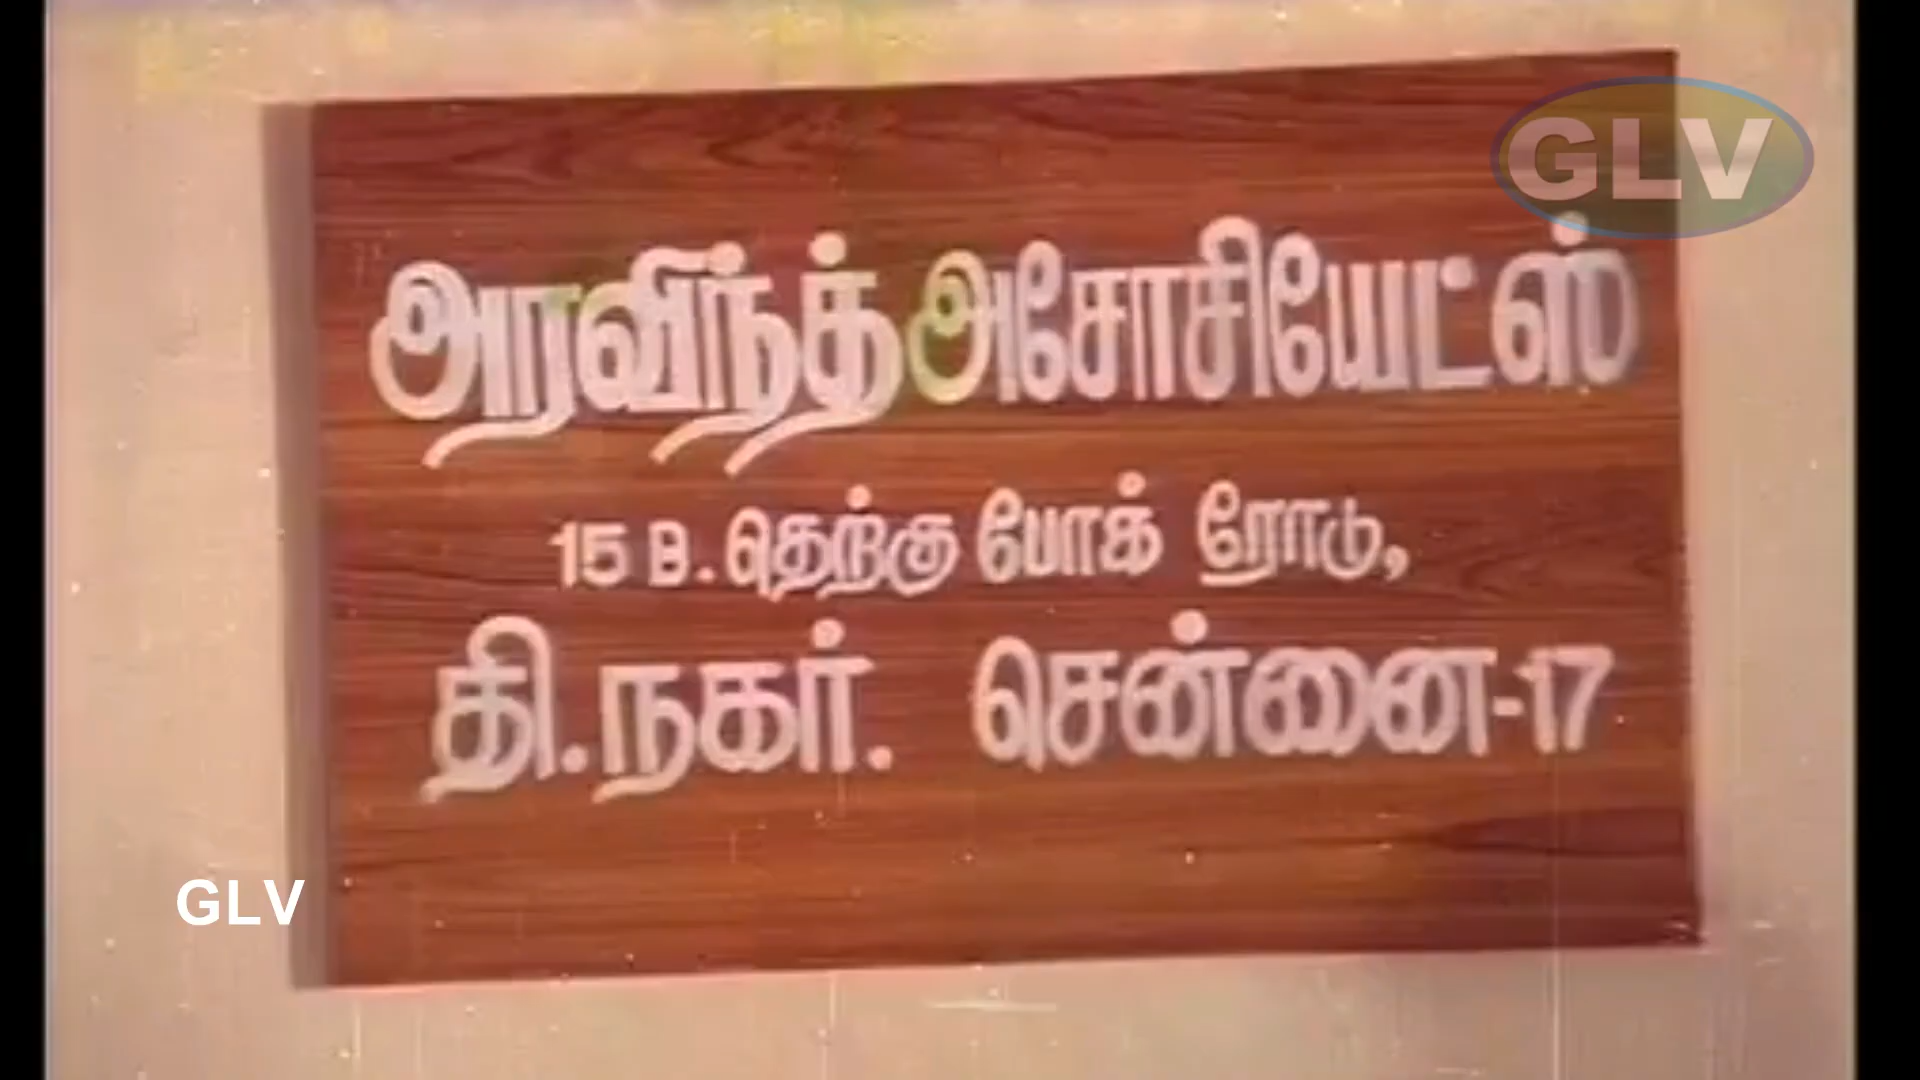 GLV
அரவிந்த் அசோசியேட்ஸ்
15 B. தெற்கு போக் ரோடு,
தி.நகர். சென்னை-17
GLV